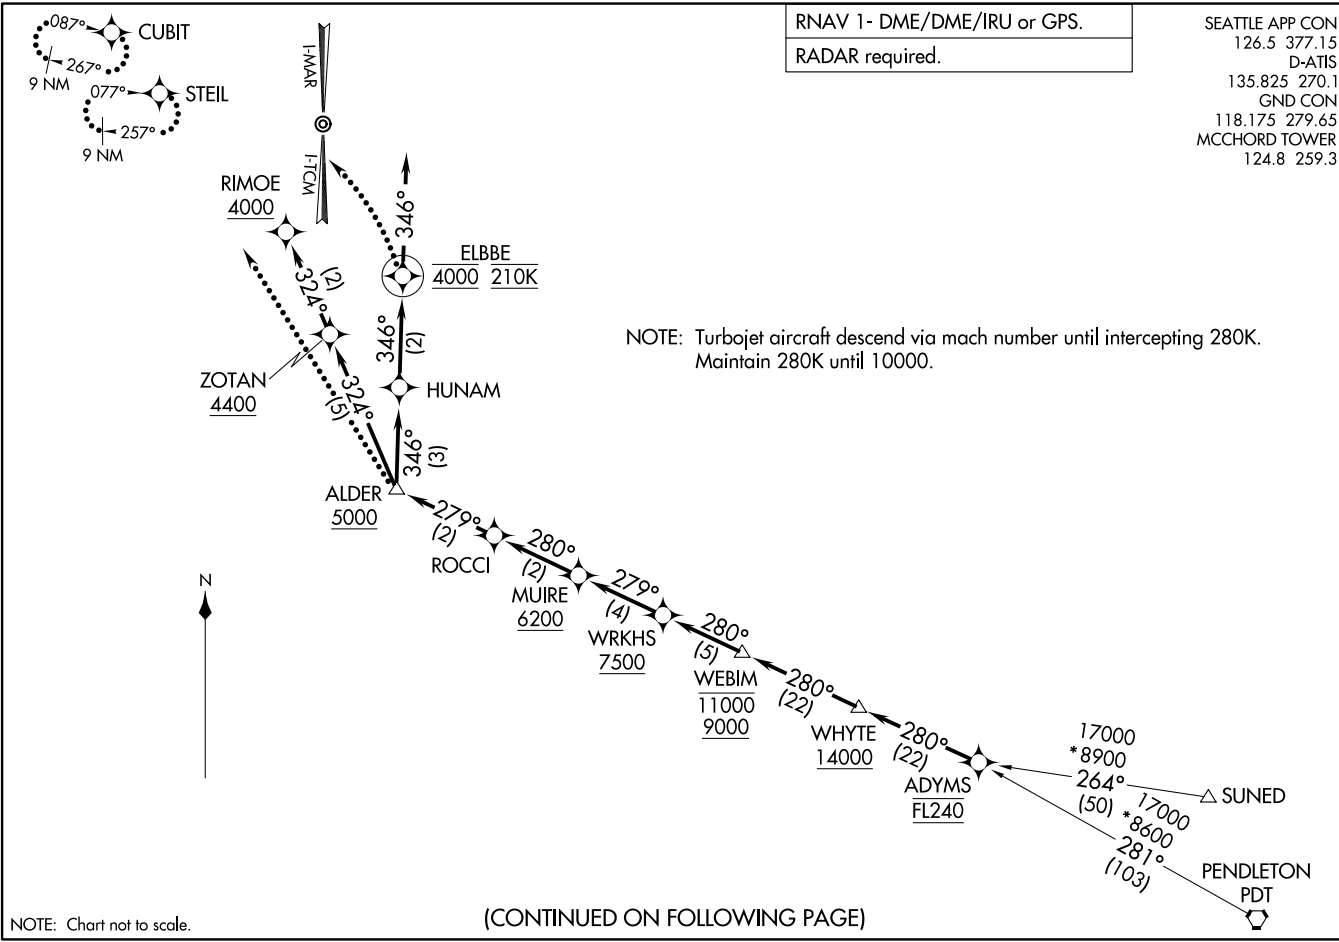 087°
CUBIT
267°
9 NM
077°
STEIL
257°
9 NM
I-MAR
I-TCM
RNAV 1- DME/DME/IRU or GPS.
RADAR required.
SEATTLE APP CON
126.5 377.15
D-ATIS
135.825 270.1
GND CON
118.175 279.65
MCCHORD TOWER
124.8 259.3
RIMOE
4000
346°
ELBBE
4000 210K
324°
(2)
346°
(2)
NOTE: Turbojet aircraft descend via mach number until intercepting 280K.
Maintain 280K until 10000.
ZOTAN
4400
HUNAM
324°
(5)
346°
(3)
ALDER
5000
279°
(2)
ROCCI
280°
(2)
MUIRE
6200
279°
(4)
WRKHS
7500
280°
(5)
WEBIM
11000
9000
280°
(22)
WHYTE
14000
280°
(22)
ADYMS
FL240
17000
*8900
264°
(50)
SUNED
17000
*8600
281°
(103)
PENDLETON
PDT
N
NOTE: Chart not to scale.
(CONTINUED ON FOLLOWING PAGE)